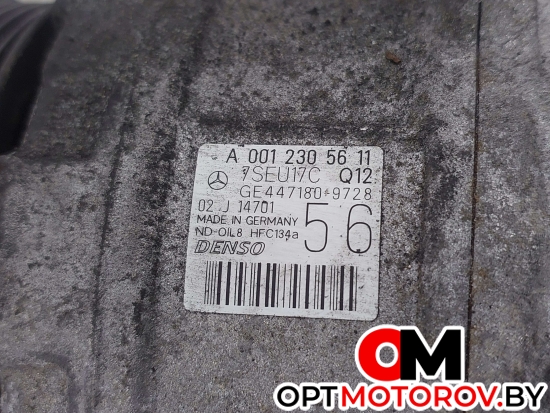 A 001 230 56 11
7SEU17C Q12
GE447180-9728
02 J 14701
MADE IN GERMANY
ND-OIL8 HFC134a
56
DENSO
OM
OPTMOTOROV.BY